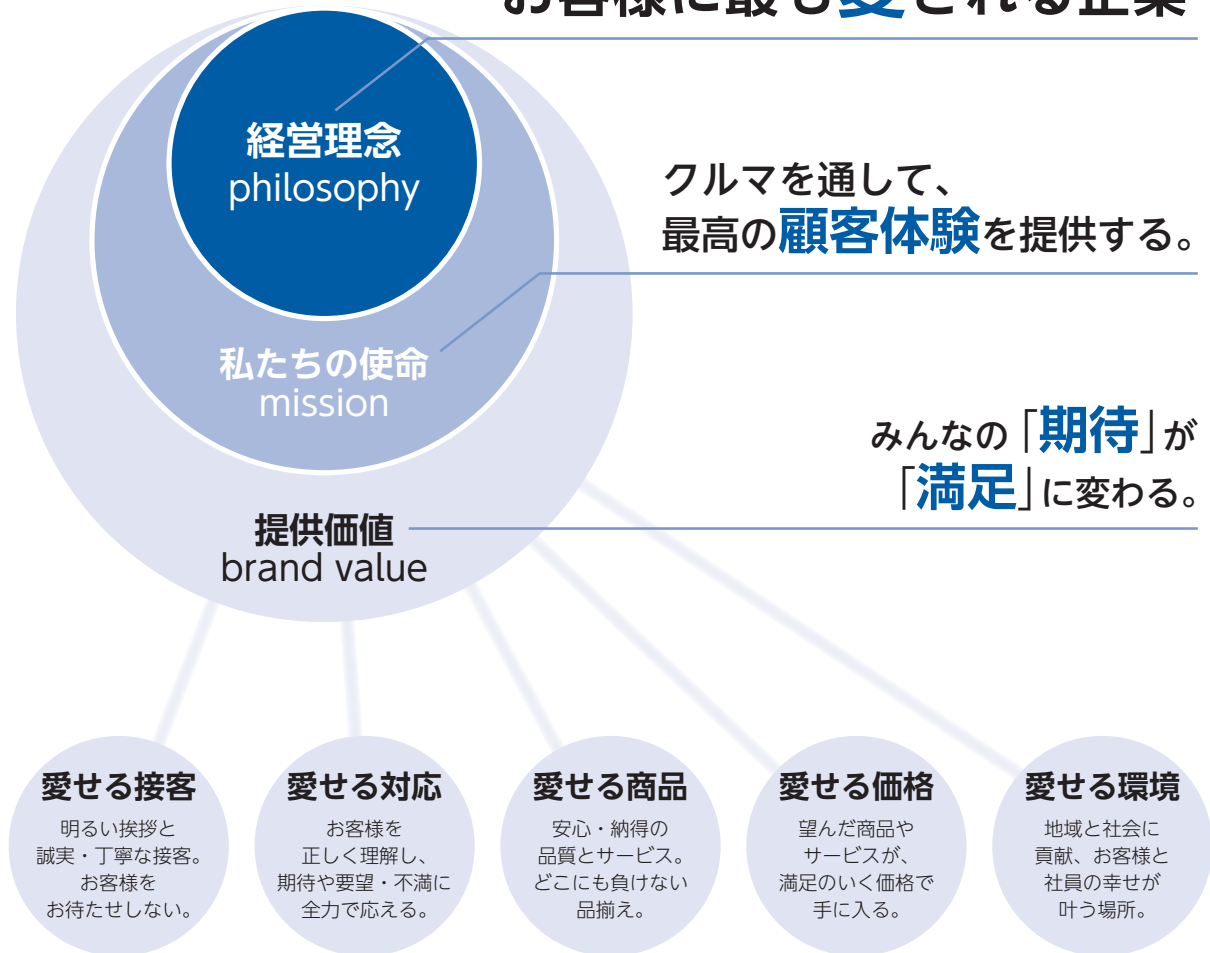 お客様に最も愛される企業
経営理念
philosophy
クルマを通して、
最高の顧客体験を提供する。
私たちの使命
mission
みんなの「期待」が
「満足」に変わる。
提供価値
brand value
愛せる接客
明るい挨拶と
誠実・丁寧な接客。
お客様を
お待たせしない。
愛せる対応
お客様を
正しく理解し、
期待や要望・不満に
全力で応える。
愛せる商品
安心・納得の
品質とサービス。
どこにも負けない
品揃え。
愛せる価格
望んだ商品や
サービスが、
満足のいく価格で
手に入る。
愛せる環境
地域と社会に
貢献、お客様と
社員の幸せが
叶う場所。